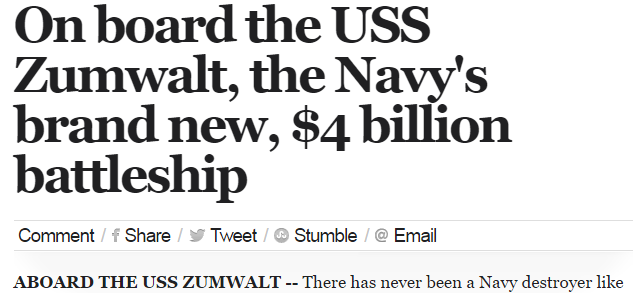 On board the USS
Zumwalt, the Navy's
brand new, $4 billion
battleship
Comment / Share / Tweet / Stumble / @ Email
ABOARD THE USS ZUMWALT -- There has never been a Navy destroyer like